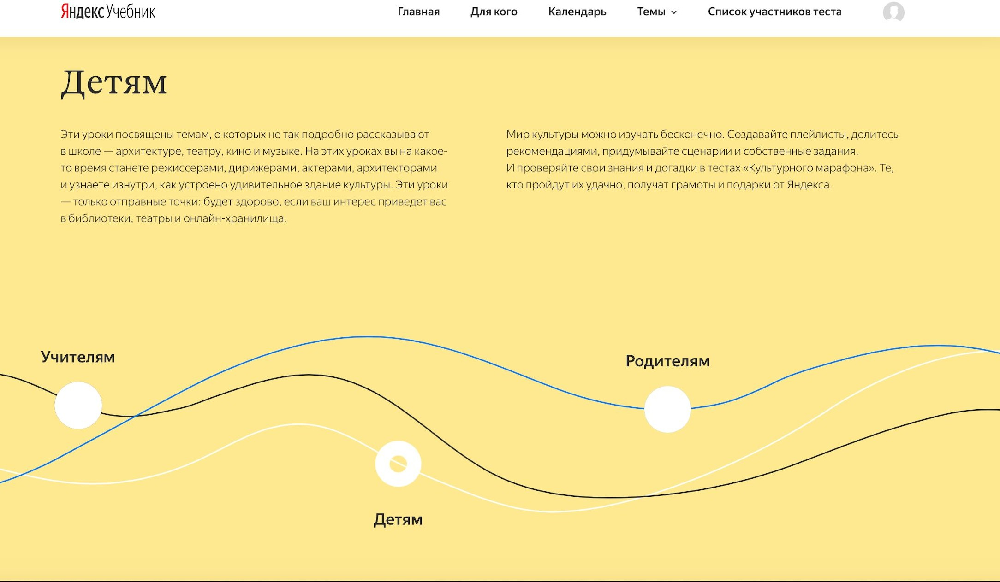 Яндекс Учебник
Главная
Для кого
Календарь
Темы
Список участников теста
Детям
Эти уроки посвящены темам, о которых не так подробно рассказывают
в школе — архитектуре, театру, кино и музыке. На этих уроках вы на какое-
то время станете режиссерами, дирижерами, актерами, архитекторами
и узнаете изнутри, как устроено удивительное здание культуры. Эти уроки
— только отправные точки: будет здорово, если ваш интерес приведет вас
в библиотеки, театры и онлайн-хранилища.
Мир культуры можно изучать бесконечно. Создавайте плейлисты, делитесь
рекомендациями, придумывайте сценарии и собственные задания.
И проверяйте свои знания и догадки в тестах «Культурного марафона». Те,
кто пройдут их удачно, получат грамоты и подарки от Яндекса.
Учителям
Родителям
Детям